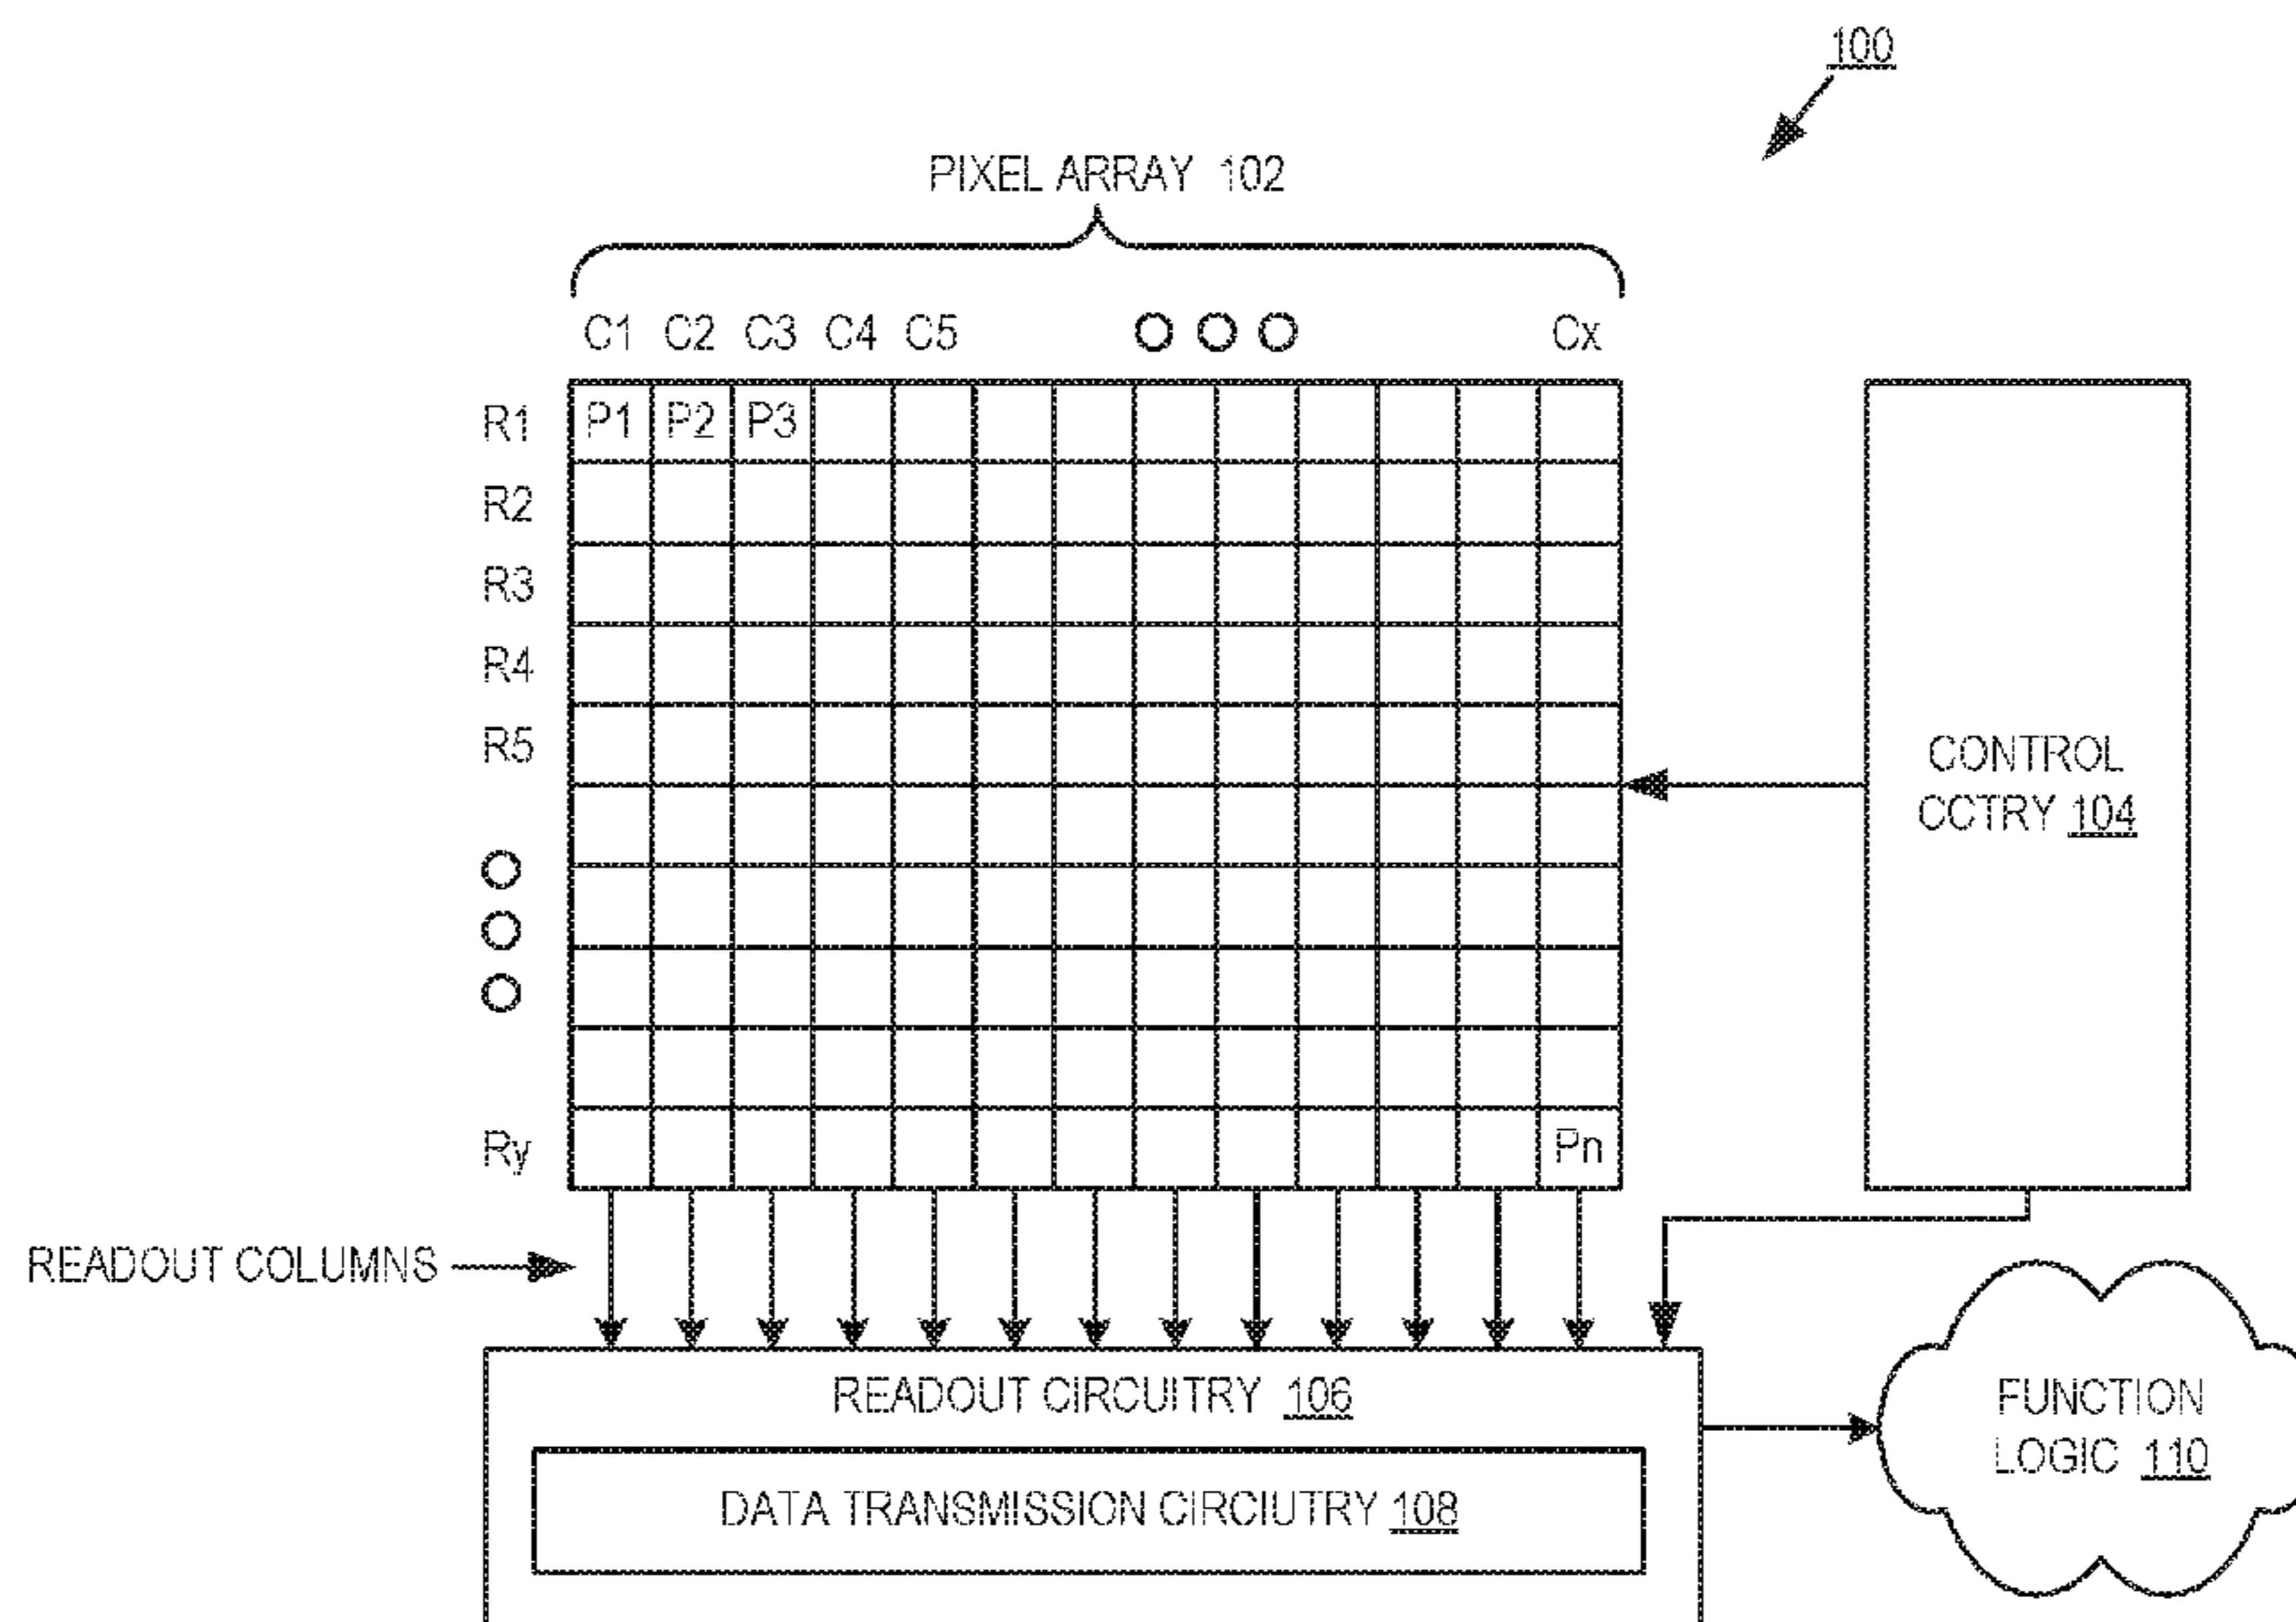 100
PIXEL ARRAY 102
C1 C2 C3 C4 C5 Cx
R1 P1 P2 P3
R2
R3
R4
R5
CONTROL
CCTRY 104
Ry Pn
READOUT COLUMNS
READOUT CIRCUITRY 106
DATA TRANSMISSION CIRCIUTRY 108
FUNCTION
LOGIC 110